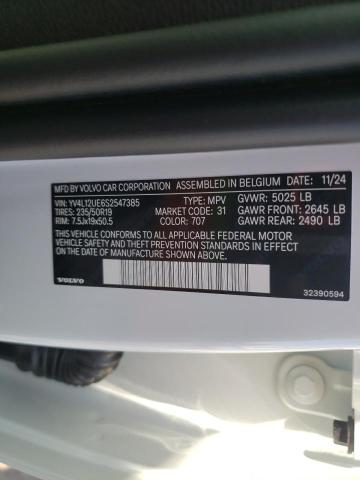 MFD BY VOLVO CAR CORPORATION ASSEMBLED IN BELGIUM DATE: 11/24
VIN: YV4L12UE6S2547385 TYPE: MPV GVWR: 5025 LB
TIRES: 235/50R19 MARKET CODE: 31 GAWR FRONT: 2645 LB
RIM: 7.5Jx19x50.5 COLOR: 707 GAWR REAR: 2490 LB
THIS VEHICLE CONFORMS TO ALL APPLICABLE FEDERAL MOTOR
VEHICLE SAFETY AND THEFT PREVENTION STANDARDS IN EFFECT
ON THE DATE OF MANUFACTURE SHOWN ABOVE.
VOLVO
32390594